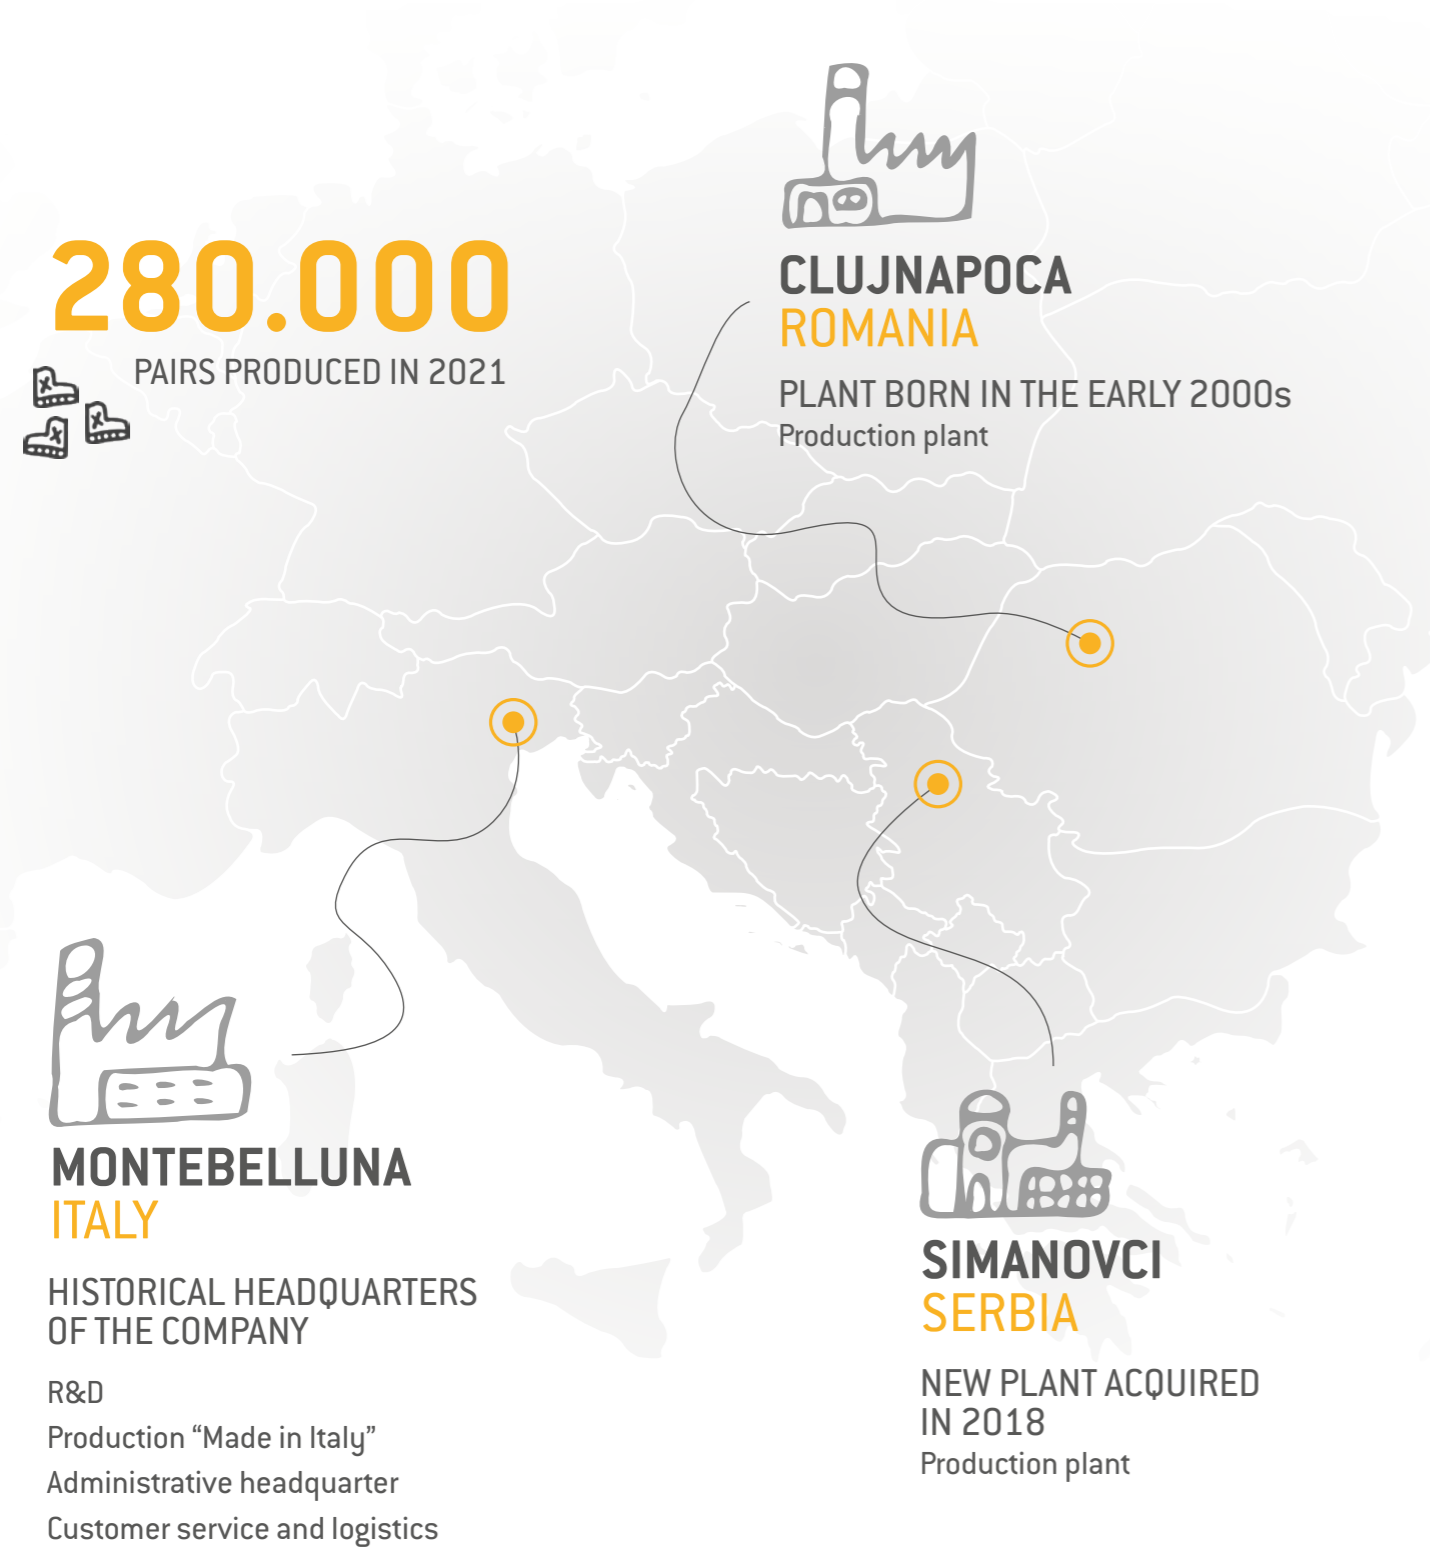 280.000
PAIRS PRODUCED IN 2021
CLUJNAPOCA
ROMANIA
PLANT BORN IN THE EARLY 2000s
Production plant
MONTEBELLUNA
ITALY
HISTORICAL HEADQUARTERS
OF THE COMPANY
R&D
Production “Made in Italy”
Administrative headquarter
Customer service and logistics
SIMANOVCI
SERBIA
NEW PLANT ACQUIRED
IN 2018
Production plant